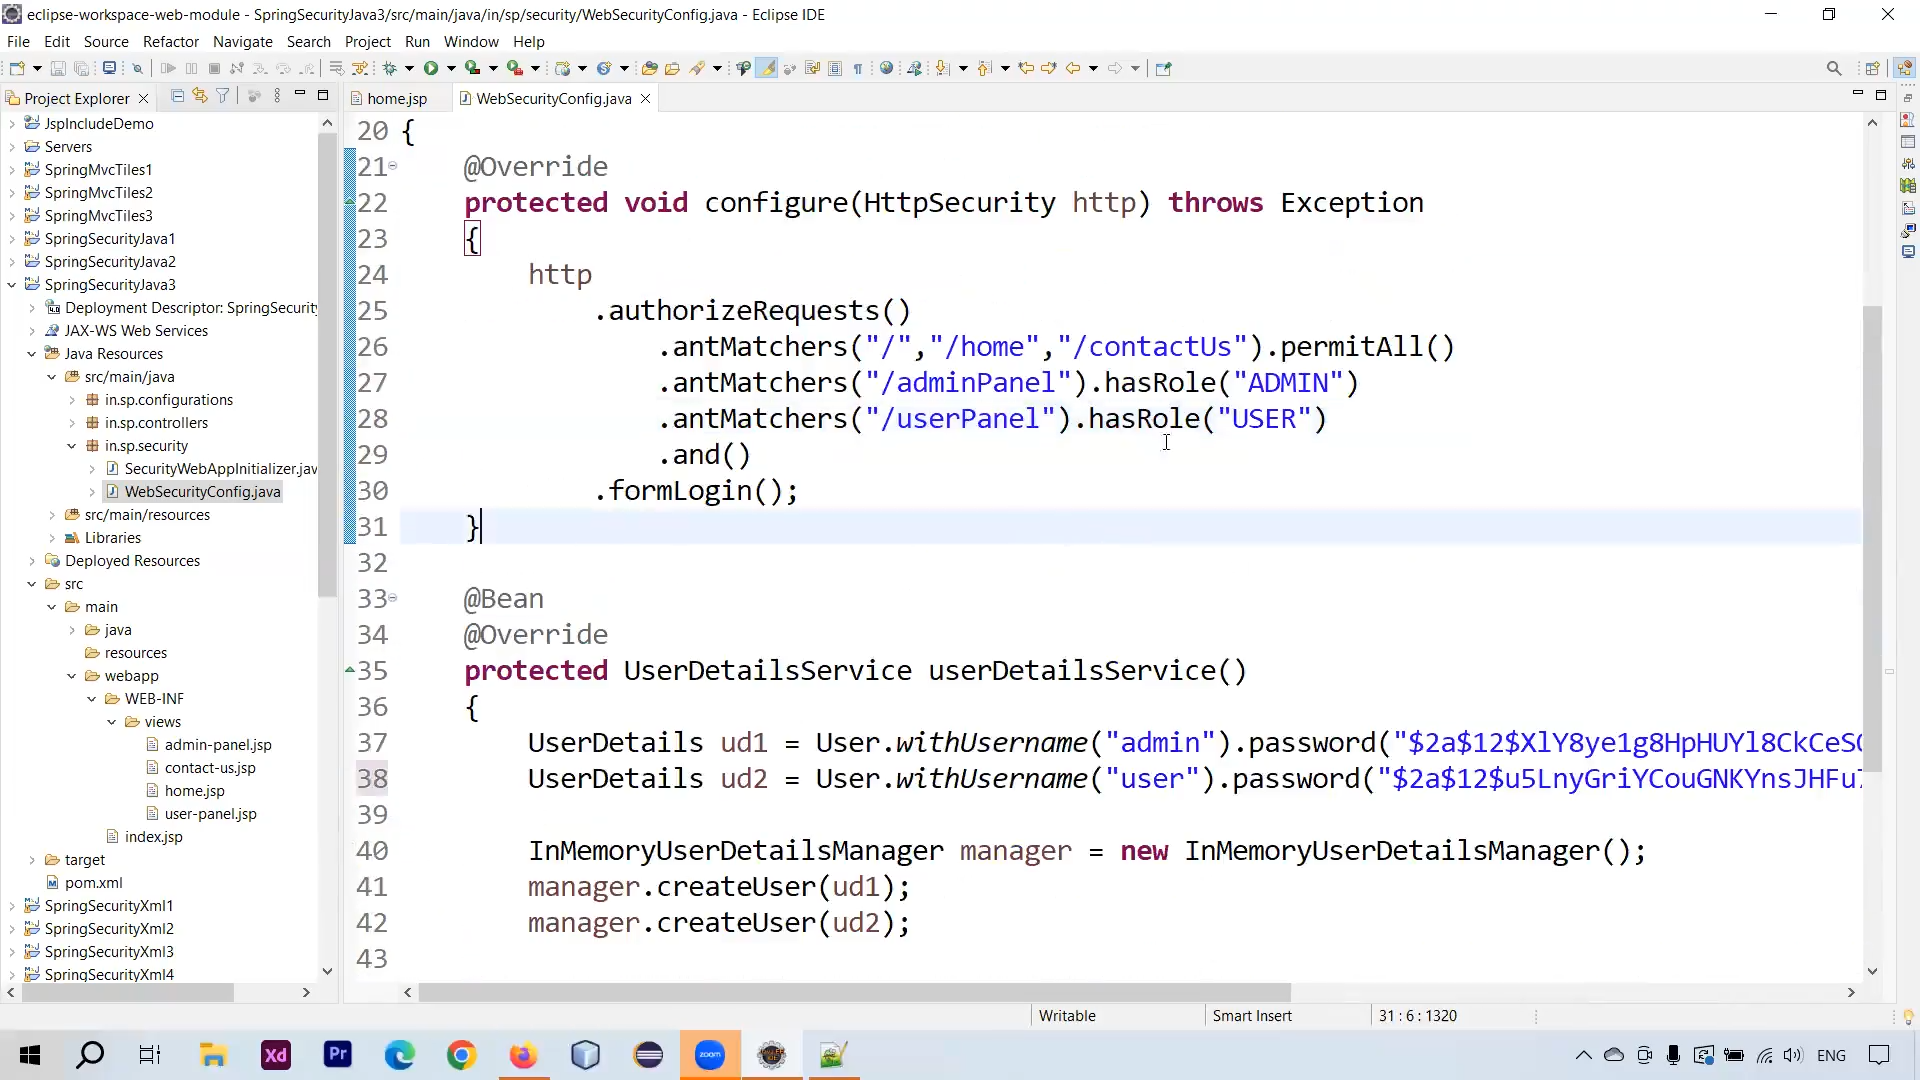 eclipse-workspace-web-module - SpringSecurityJava3/src/main/java/in/sp/security/WebSecurityConfig.java - Eclipse IDE
File Edit Source Refactor Navigate Search Project Run Window Help
Project Explorer
JspIncludeDemo
Servers
SpringMvcTiles1
SpringMvcTiles2
SpringMvcTiles3
SpringSecurityJava1
SpringSecurityJava2
SpringSecurityJava3
Deployment Descriptor: SpringSecurity
JAX-WS Web Services
Java Resources
src/main/java
in.sp.configurations
in.sp.controllers
in.sp.security
SecurityWebAppInitializer.jav
WebSecurityConfig.java
src/main/resources
Libraries
Deployed Resources
src
main
java
resources
webapp
WEB-INF
views
admin-panel.jsp
contact-us.jsp
home.jsp
user-panel.jsp
index.jsp
target
pom.xml
SpringSecurityXml1
SpringSecurityXml2
SpringSecurityXml3
SpringSecurityXml4
home.jsp WebSecurityConfig.java
20 {
21 @Override
22 protected void configure(HttpSecurity http) throws Exception
23 {
24 http
25 .authorizeRequests()
26 .antMatchers("/","/home","/contactUs").permitAll()
27 .antMatchers("/adminPanel").hasRole("ADMIN")
28 .antMatchers("/userPanel").hasRole("USER")
29 .and()
30 .formLogin();
31 }
32
33 @Bean
34 @Override
35 protected UserDetailsService userDetailsService()
36 {
37 UserDetails ud1 = User.withUsername("admin").password("$2a$12$XlY8ye1g8HpHUYl8CkCeS
38 UserDetails ud2 = User.withUsername("user").password("$2a$12$u5LnyGriYCouGNKYnsJHFu
39
40 InMemoryUserDetailsManager manager = new InMemoryUserDetailsManager();
41 manager.createUser(ud1);
42 manager.createUser(ud2);
43
Writable Smart Insert 31 : 6 : 1320
Xd Pr zoom ENG